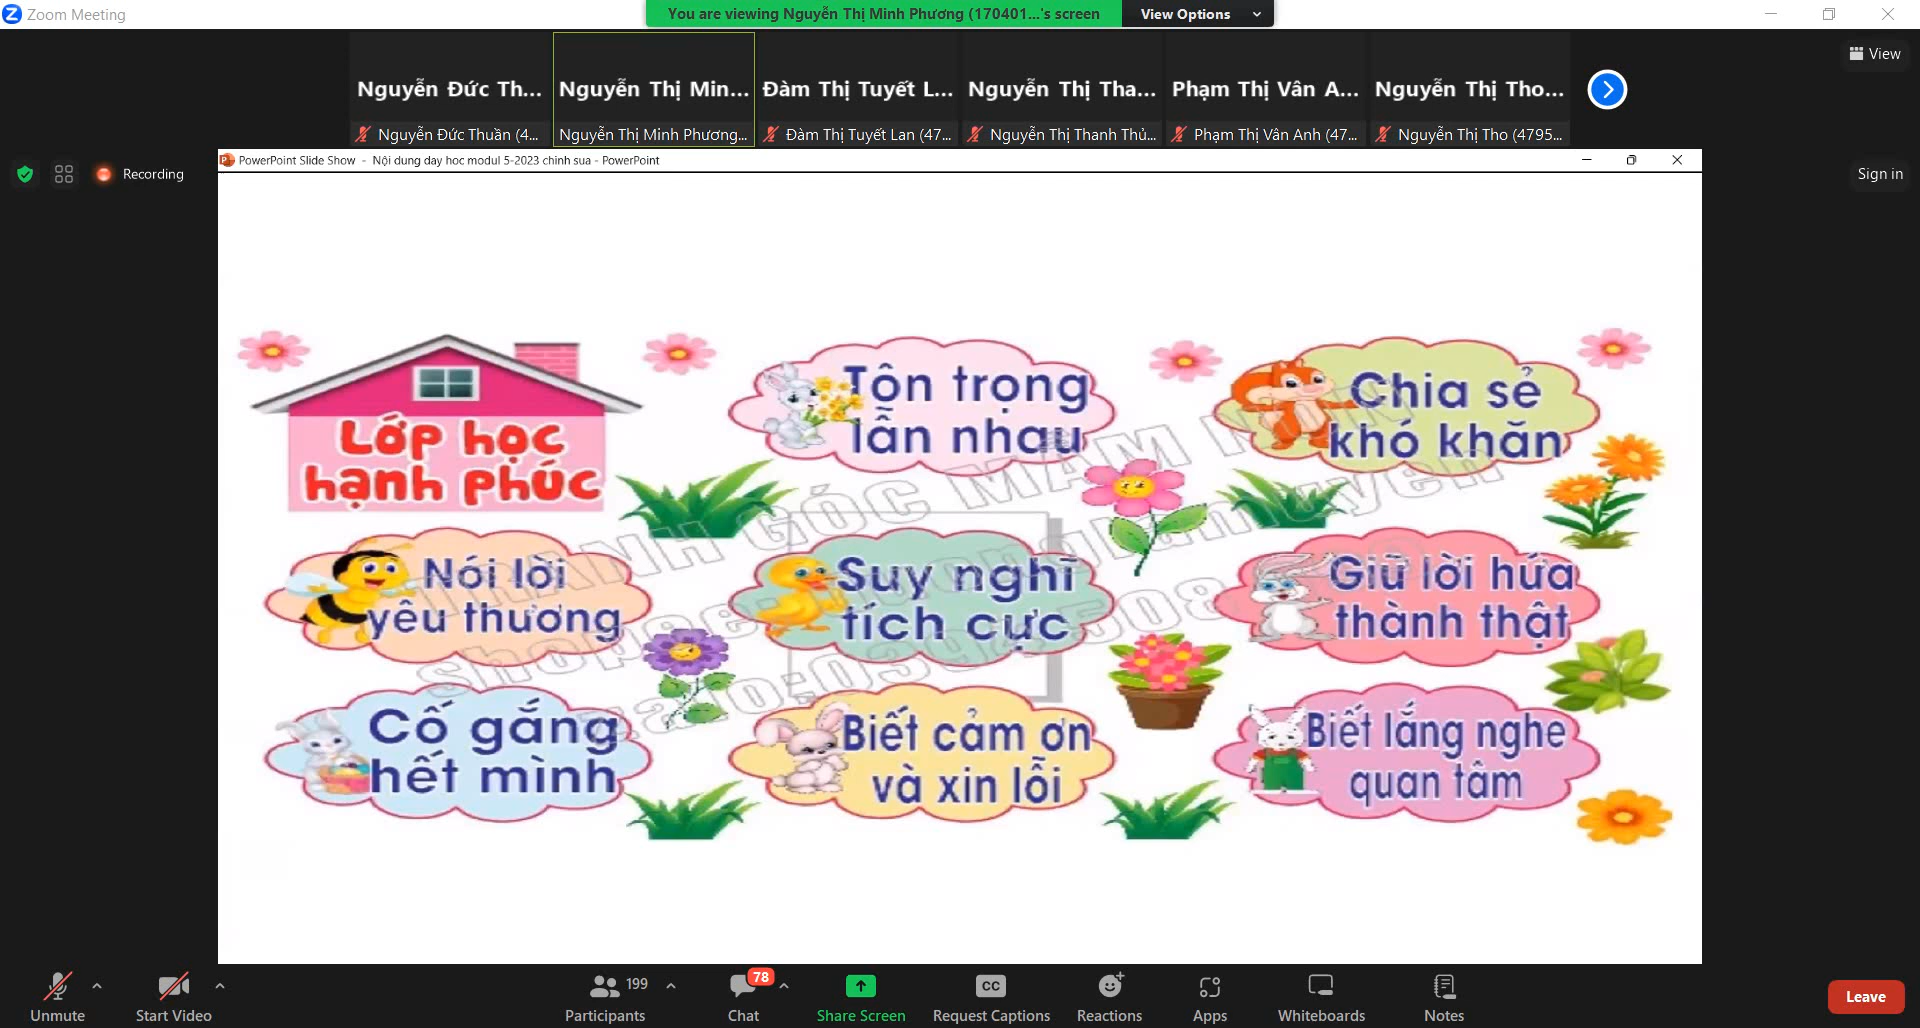 Zoom Meeting
You are viewing Nguyễn Thị Minh Phương (170401...'s screen
View Options
View
Nguyễn Đức Th...
Nguyễn Thị Min...
Đàm Thị Tuyết L...
Nguyễn Thị Tha...
Phạm Thị Vân A...
Nguyễn Thị Tho...
Nguyễn Đức Thuần (4...
Nguyễn Thị Minh Phương...
Đàm Thị Tuyết Lan (47...
Nguyễn Thị Thanh Thủ...
Phạm Thị Vân Anh (47...
Nguyễn Thị Tho (4795...
PowerPoint Slide Show - Nội dung day hoc modul 5-2023 chinh sua - PowerPoint
Recording
Sign in
Lớp học
hạnh phúc
Tôn trọng
lẫn nhau
Chia sẻ
khó khăn
Nói lời
yêu thương
Suy nghĩ
tích cực
Giữ lời hứa
thành thật
Cố gắng
hết mình
Biết cảm ơn
và xin lỗi
Biết lắng nghe
quan tâm
GÓC MẦM NON
Unmute
Start Video
199
Participants
78
Chat
Share Screen
CC
Request Captions
Reactions
Apps
Whiteboards
Notes
Leave